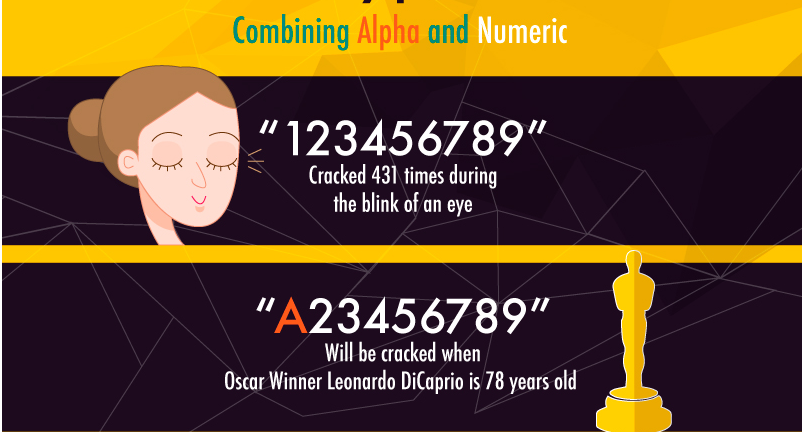 Combining Alpha and Numeric
“123456789”
Cracked 431 times during
the blink of an eye
“A23456789”
Will be cracked when
Oscar Winner Leonardo DiCaprio is 78 years old